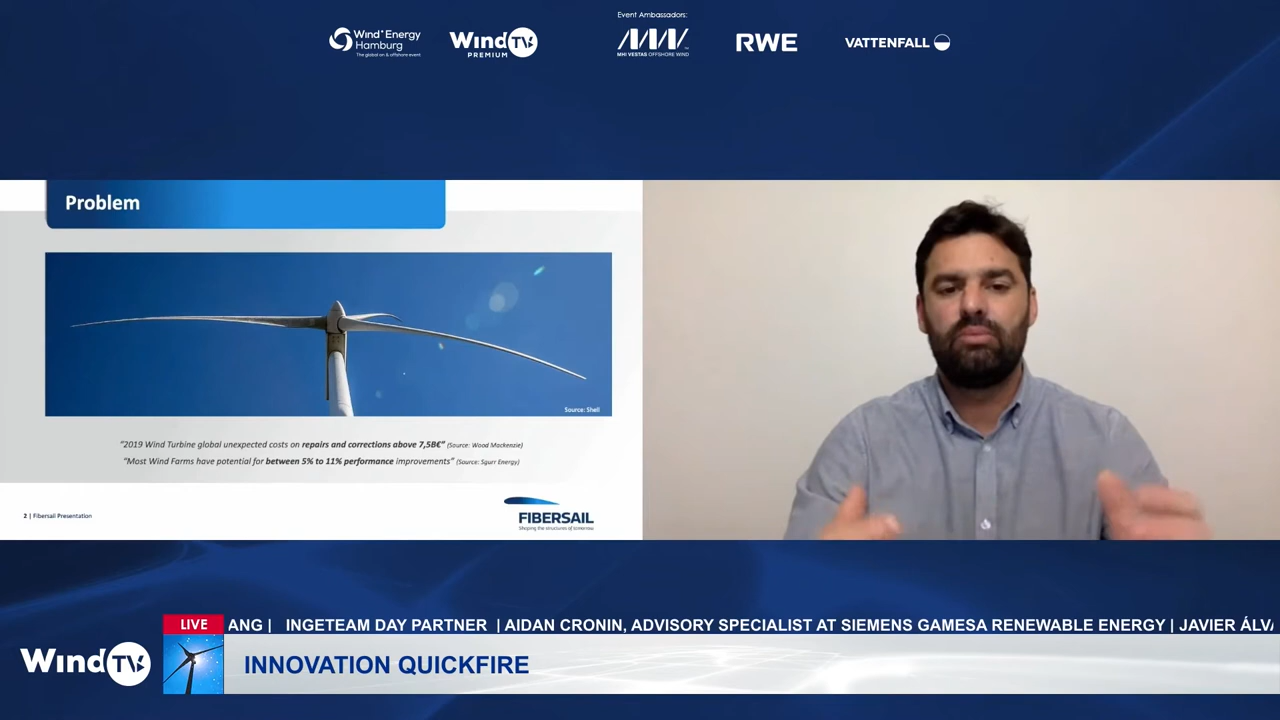 Event Ambassadors:
Wind Energy
Hamburg
The global on & offshore event
WindTV
PREMIUM
MHI VESTAS OFFSHORE WIND
RWE
VATTENFALL
Problem
Source: Shell
"2019 Wind Turbine global unexpected costs on repairs and corrections above 7,5B€" (Source: Wood Mackenzie)
"Most Wind Farms have potential for between 5% to 11% performance improvements" (Source: Sgurr Energy)
2 | Fibersail Presentation
FIBERSAIL
Shaping the structures of tomorrow
LIVE
ANG | INGETEAM DAY PARTNER | AIDAN CRONIN, ADVISORY SPECIALIST AT SIEMENS GAMESA RENEWABLE ENERGY | JAVIER ÁLVA
WindTV
INNOVATION QUICKFIRE